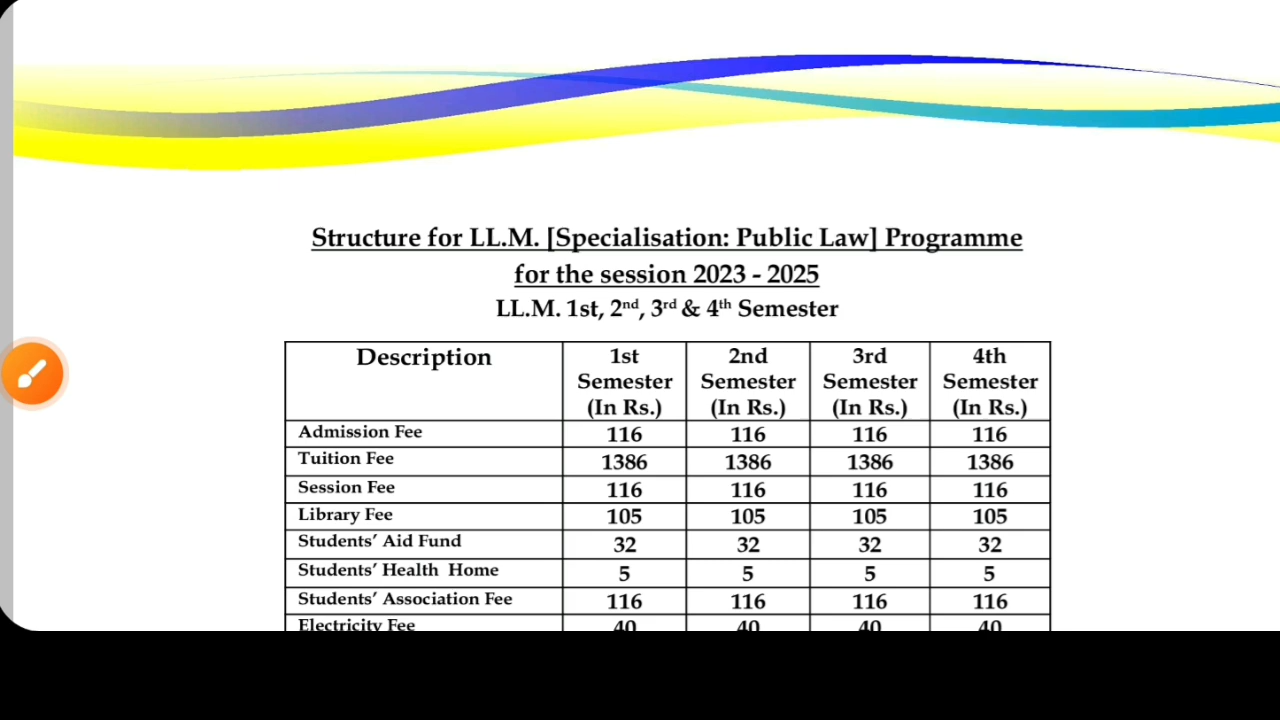 Structure for LL.M. [Specialisation: Public Law] Programme
for the session 2023 - 2025
LL.M. 1st, 2nd, 3rd & 4th Semester
Description 1st Semester (In Rs.) 2nd Semester (In Rs.) 3rd Semester (In Rs.) 4th Semester (In Rs.)
Admission Fee 116 116 116 116
Tuition Fee 1386 1386 1386 1386
Session Fee 116 116 116 116
Library Fee 105 105 105 105
Students' Aid Fund 32 32 32 32
Students' Health Home 5 5 5 5
Students' Association Fee 116 116 116 116
Electricity Fee 40 40 40 40